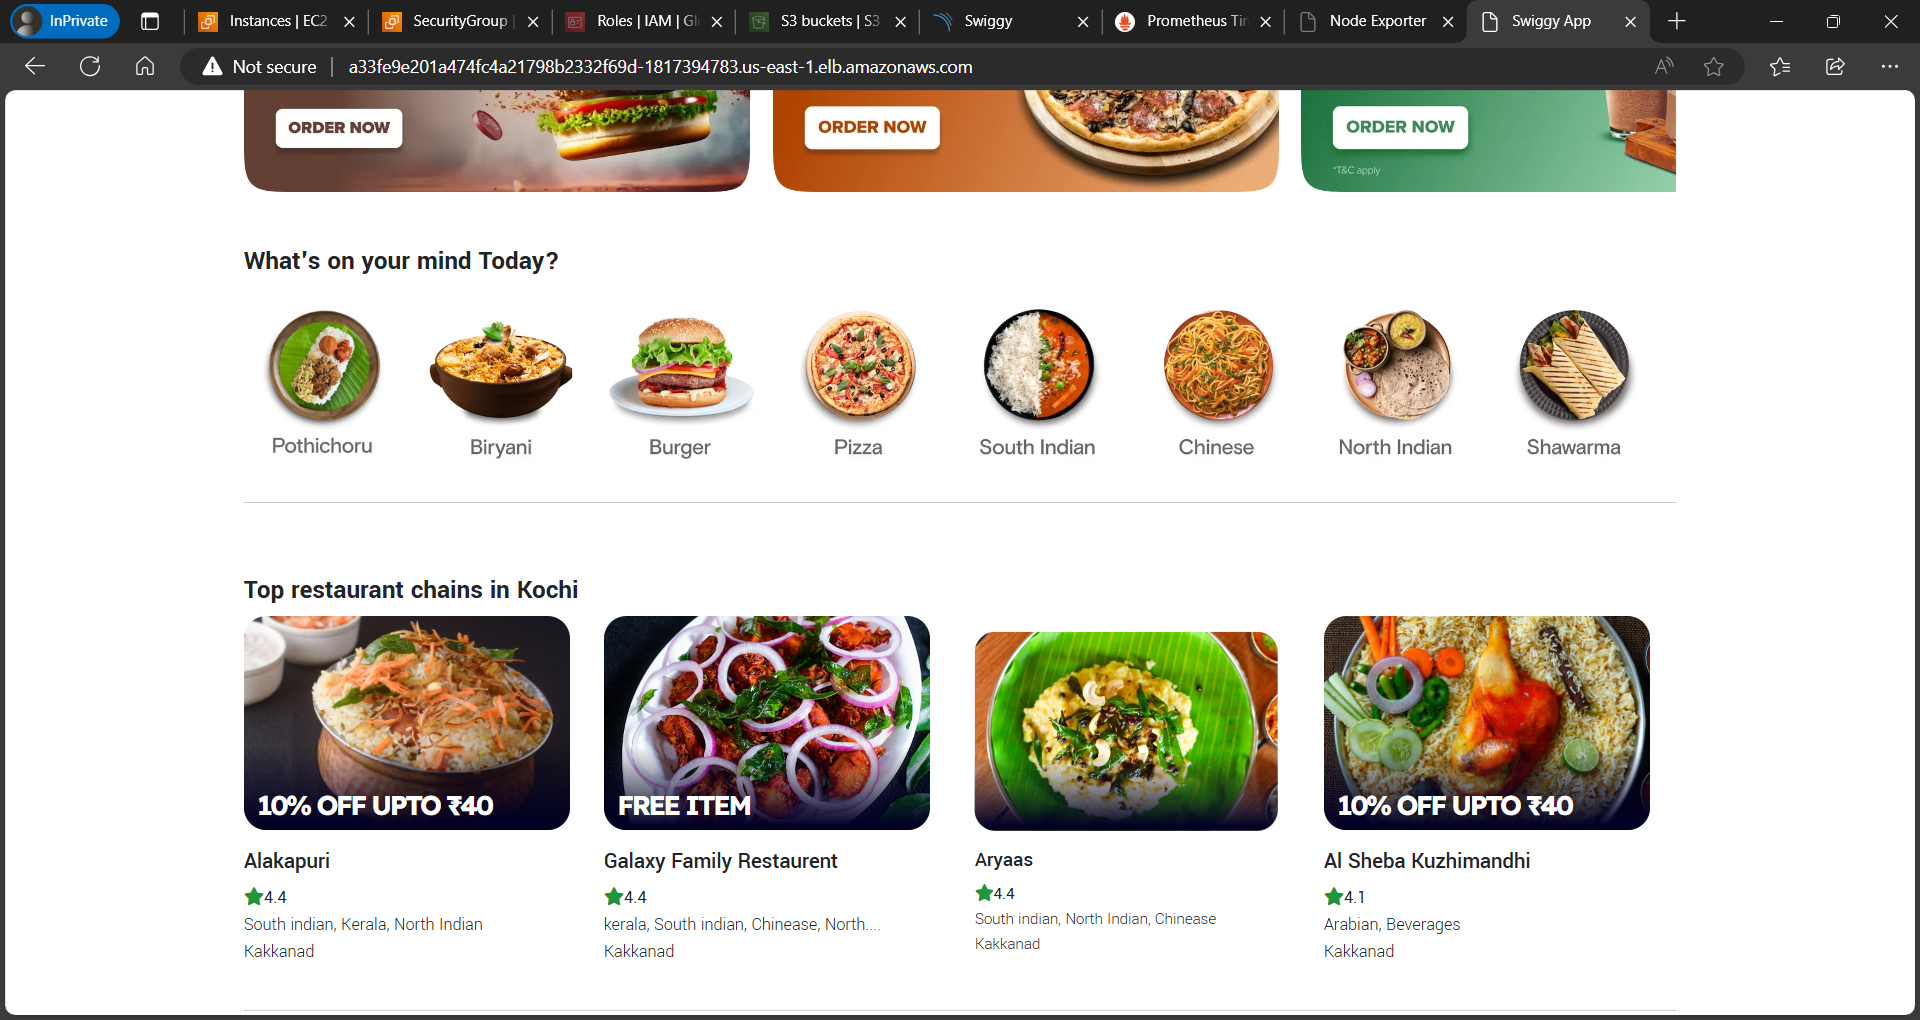 InPrivate
Instances | EC2
SecurityGroup |
Roles | IAM | Gl
S3 buckets | S3
Swiggy
Prometheus Tim
Node Exporter
Swiggy App
Not secure
a33fe9e201a474fc4a21798b2332f69d-1817394783.us-east-1.elb.amazonaws.com
ORDER NOW
ORDER NOW
ORDER NOW
*T&C apply
What's on your mind Today?
Pothichoru
Biryani
Burger
Pizza
South Indian
Chinese
North Indian
Shawarma
Top restaurant chains in Kochi
10% OFF UPTO ₹40
FREE ITEM
10% OFF UPTO ₹40
Alakapuri
4.4
South indian, Kerala, North Indian
Kakkanad
Galaxy Family Restaurent
4.4
kerala, South indian, Chinease, North....
Kakkanad
Aryaas
4.4
South indian, North Indian, Chinease
Kakkanad
Al Sheba Kuzhimandhi
4.1
Arabian, Beverages
Kakkanad